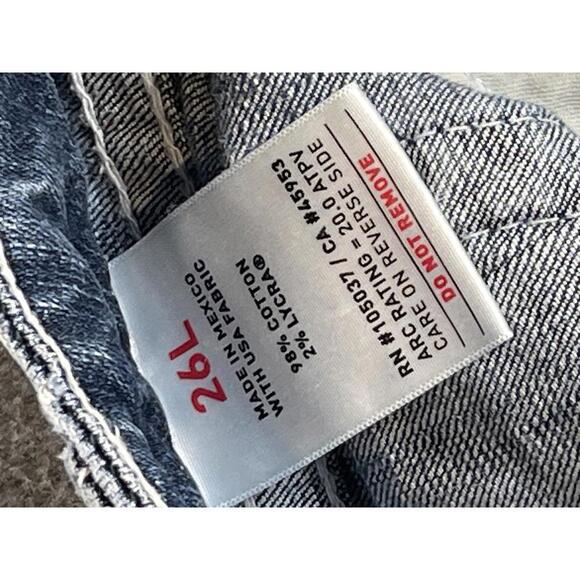 26L
MADE IN MEXICO
WITH USA FABRIC
98% COTTON
2% LYCRA®
RN #105037 / CA #45953
ARC RATING = 20.0 ATPV
CARE ON REVERSE SIDE
DO NOT REMOVE